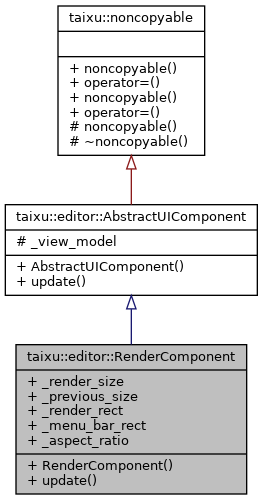 taixu::noncopyable
+ noncopyable()
+ operator=()
+ noncopyable()
+ operator=()
# noncopyable()
# ~noncopyable()
taixu::editor::AbstractUIComponent
# _view_model
+ AbstractUIComponent()
+ update()
taixu::editor::RenderComponent
+ _render_size
+ _previous_size
+ _render_rect
+ _menu_bar_rect
+ _aspect_ratio
+ RenderComponent()
+ update()